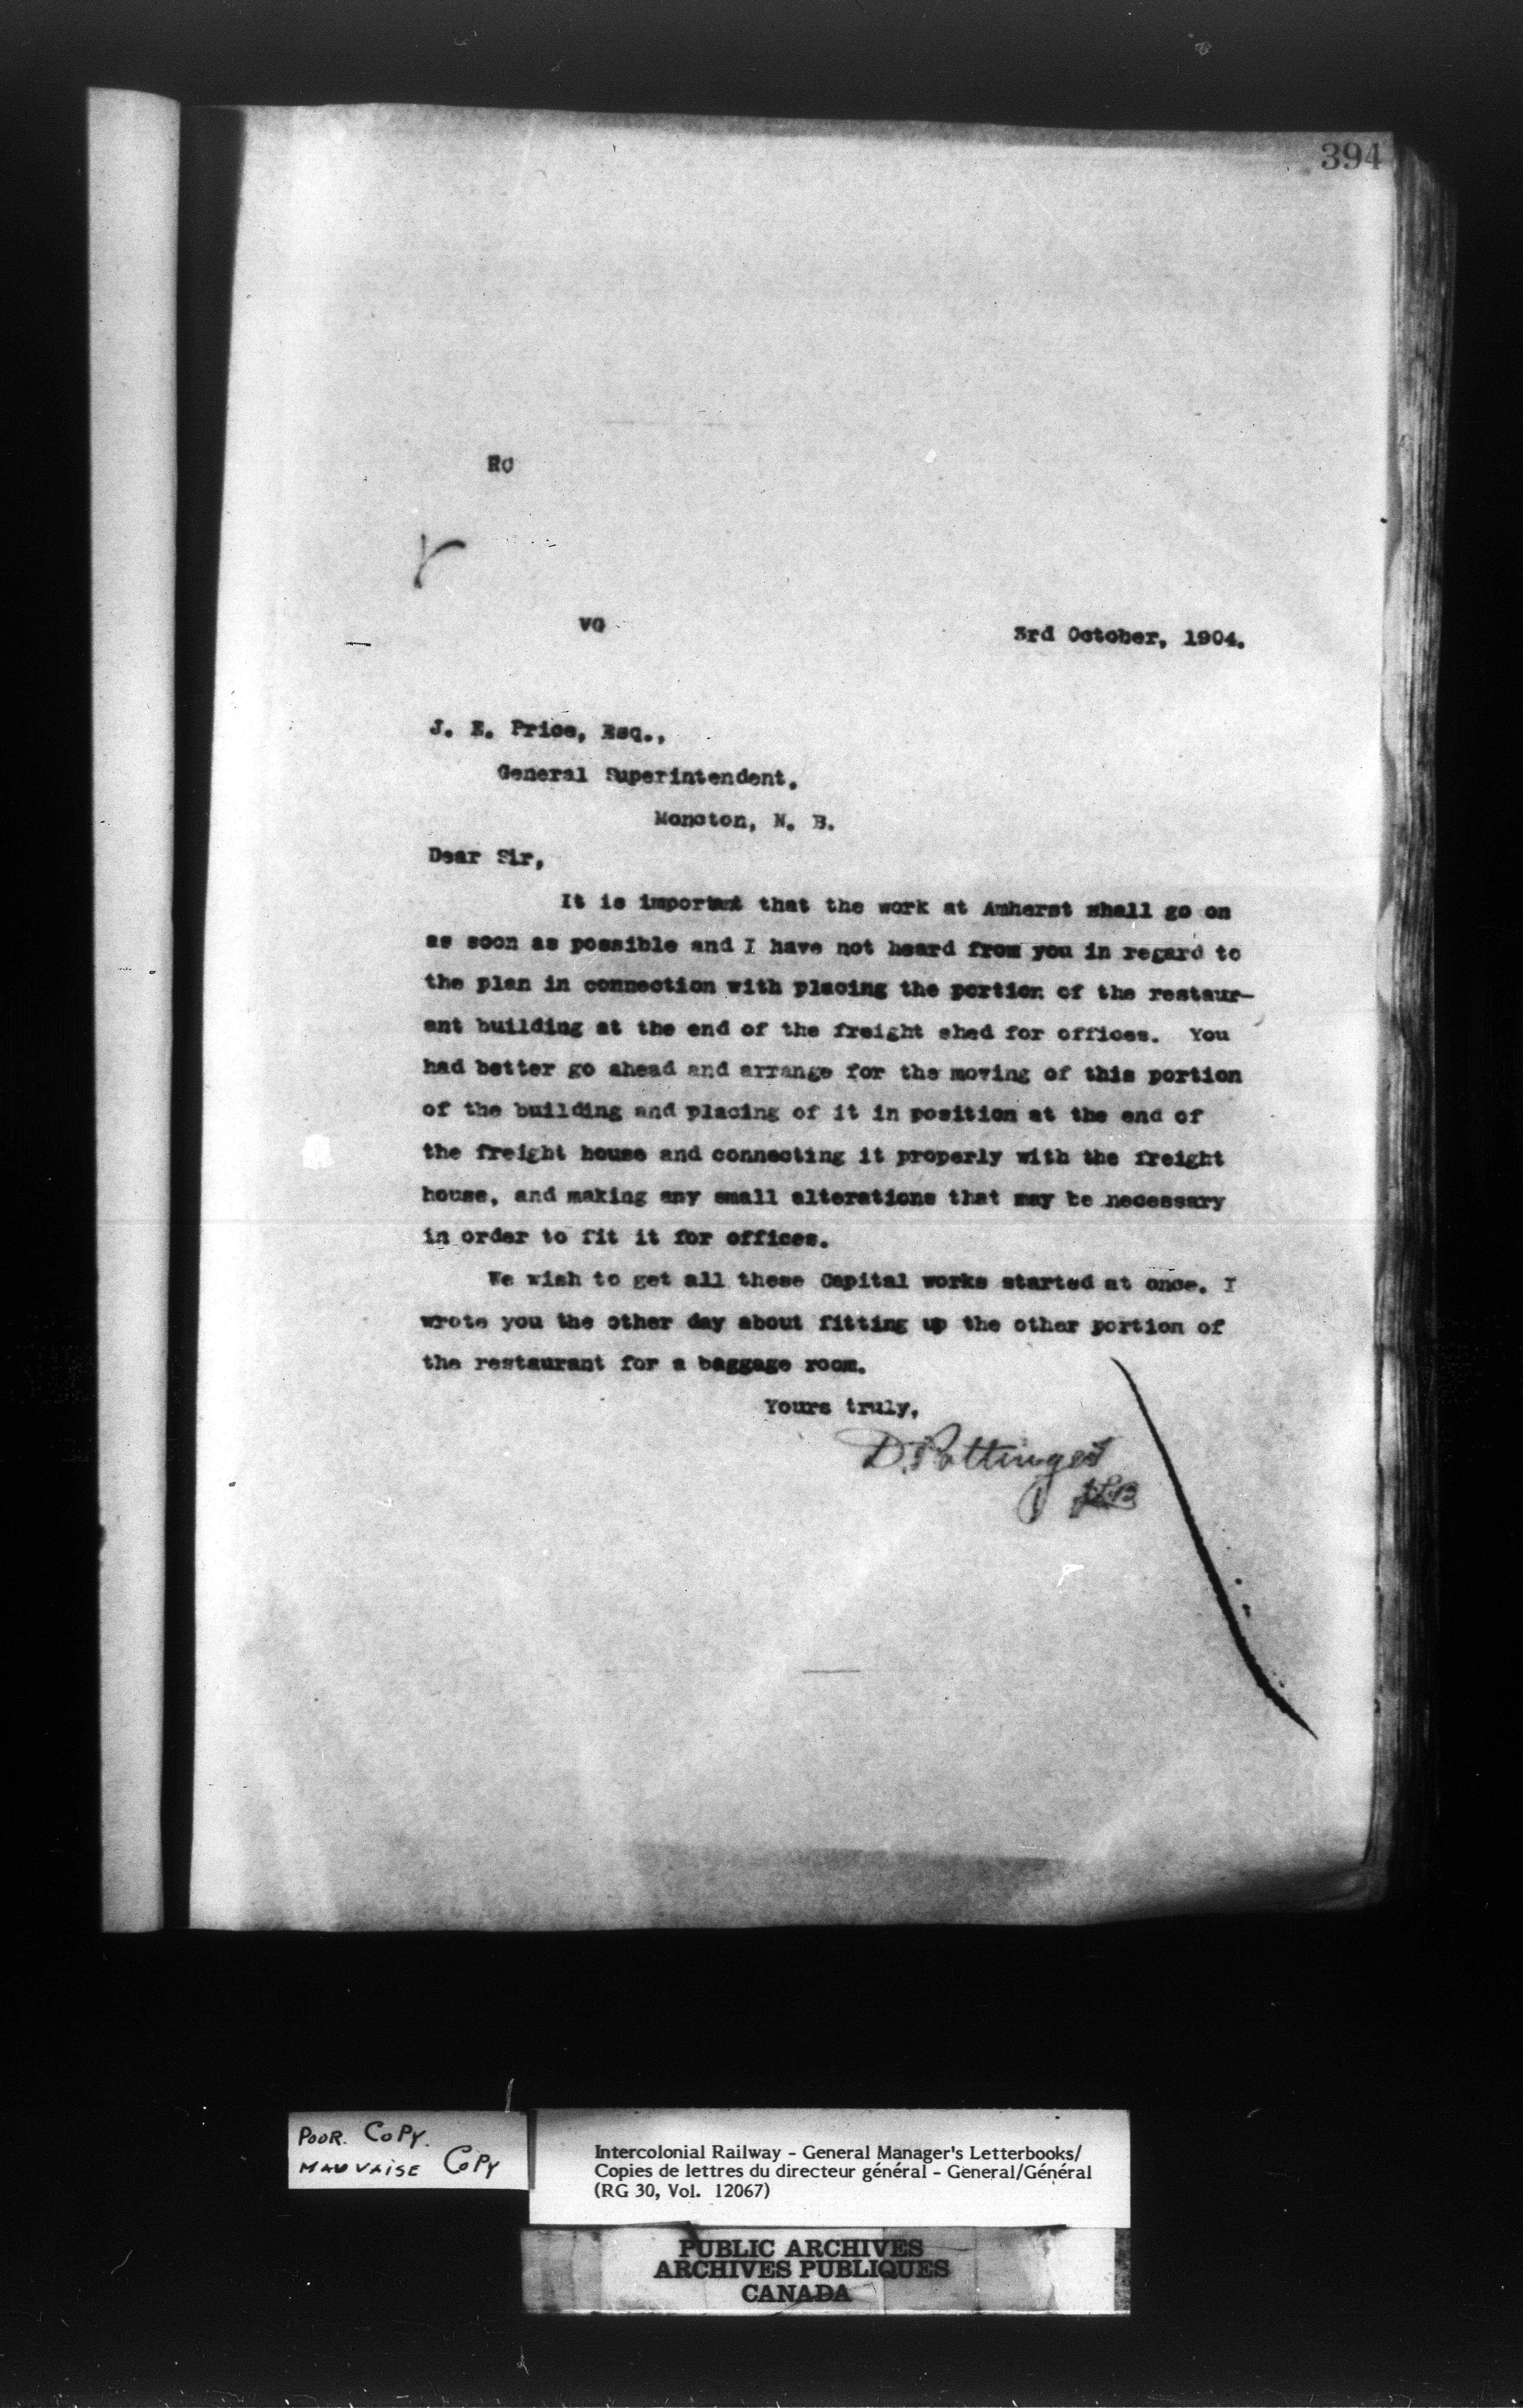 394
RC
VO
3rd October, 1904.
J. E. Price, Esq.,
General Superintendent,
Moncton, N. B.
Dear Sir,
It is important that the work at Amherst shall go on
as soon as possible and I have not heard from you in regard to
the plan in connection with placing the portion of the restaur-
ant building at the end of the freight shed for offices. You
had better go ahead and arrange for the moving of this portion
of the building and placing of it in position at the end of
the freight house and connecting it properly with the freight
house, and making any small alterations that may be necessary
in order to fit it for offices.
We wish to get all these Capital works started at once. I
wrote you the other day about fitting up the other portion of
the restaurant for a baggage room.
Yours truly,
D. Pottinger
POOR. COPY.
MAUVAISE COPY
Intercolonial Railway - General Manager's Letterbooks/
Copies de lettres du directeur général - General/Général
(RG 30, Vol. 12067)
PUBLIC ARCHIVES
ARCHIVES PUBLIQUES
CANADA